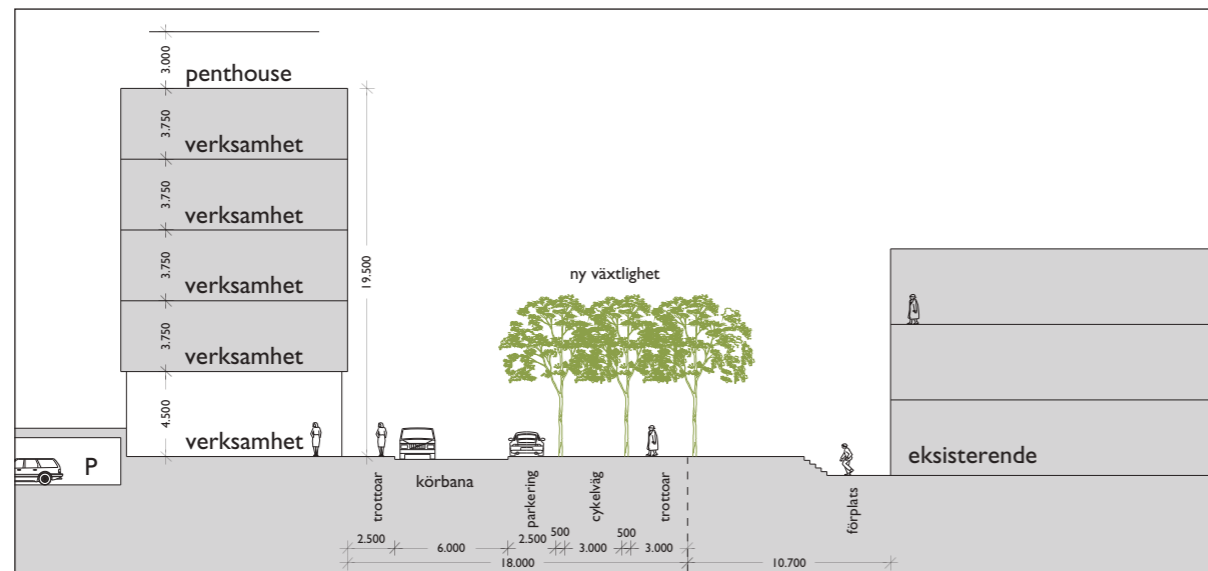 3.000
penthouse
3.750
verksamhet
3.750
verksamhet
3.750
verksamhet
3.750
verksamhet
4.500
verksamhet
P
19.500
ny växtlighet
eksisterende
trottoar
körbana
parkering
cykelväg
trottoar
förplats
2.500
6.000
2.500
500
3.000
500
3.000
18.000
10.700